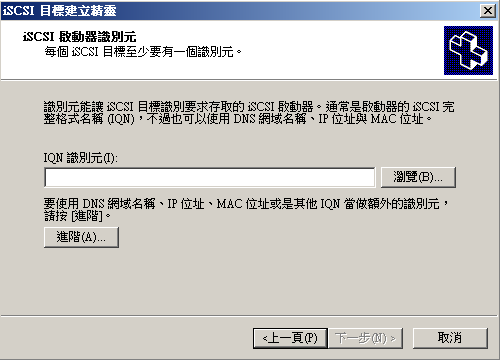 iSCSI 目標建立精靈
iSCSI 啟動器識別元
每個 iSCSI 目標至少要有一個識別元。
識別元能讓 iSCSI 目標識別要求存取的 iSCSI 啟動器。通常是啟動器的 iSCSI 完
整格式名稱 (IQN)，不過也可以使用 DNS 網域名稱、IP 位址與 MAC 位址。
IQN 識別元(I):
瀏覽(B)...
要使用 DNS 網域名稱、IP 位址、MAC 位址或是其他 IQN 當做額外的識別元，
請按 [進階]。
進階(A)...
<上一頁(P) 下一步(N) > 取消